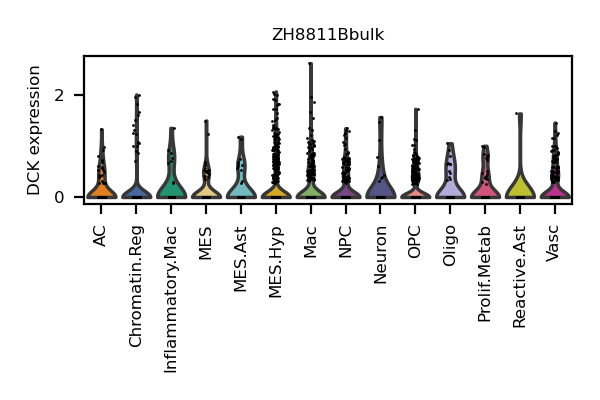 ZH8811Bbulk
DCK expression
2
0
AC
Chromatin.Reg
Inflammatory.Mac
MES
MES.Ast
MES.Hyp
Mac
NPC
Neuron
OPC
Oligo
Prolif.Metab
Reactive.Ast
Vasc